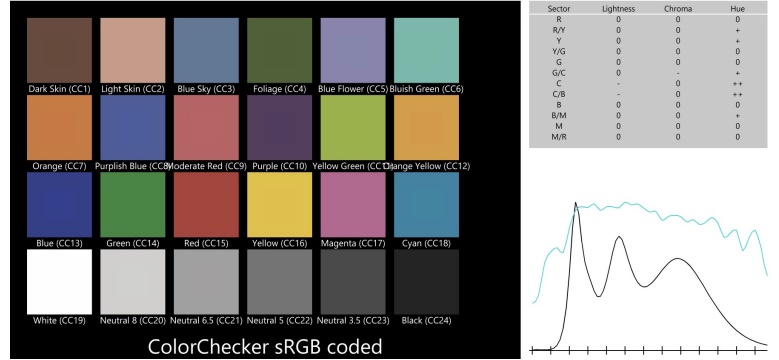 Dark Skin (CC1) Light Skin (CC2) Blue Sky (CC3) Foliage (CC4) Blue Flower (CC5) Bluish Green (CC6)
Orange (CC7) Purplish Blue (CC8) Moderate Red (CC9) Purple (CC10) Yellow Green (CC11) Orange Yellow (CC12)
Blue (CC13) Green (CC14) Red (CC15) Yellow (CC16) Magenta (CC17) Cyan (CC18)
White (CC19) Neutral 8 (CC20) Neutral 6.5 (CC21) Neutral 5 (CC22) Neutral 3.5 (CC23) Black (CC24)
ColorChecker sRGB coded
Sector Lightness Chroma Hue
R 0 0 0
R/Y 0 0 +
Y 0 0 +
Y/G 0 0 0
G 0 0 0
G/C 0 - +
C - 0 ++
C/B - 0 ++
B 0 0 0
B/M 0 0 +
M 0 0 0
M/R 0 0 0